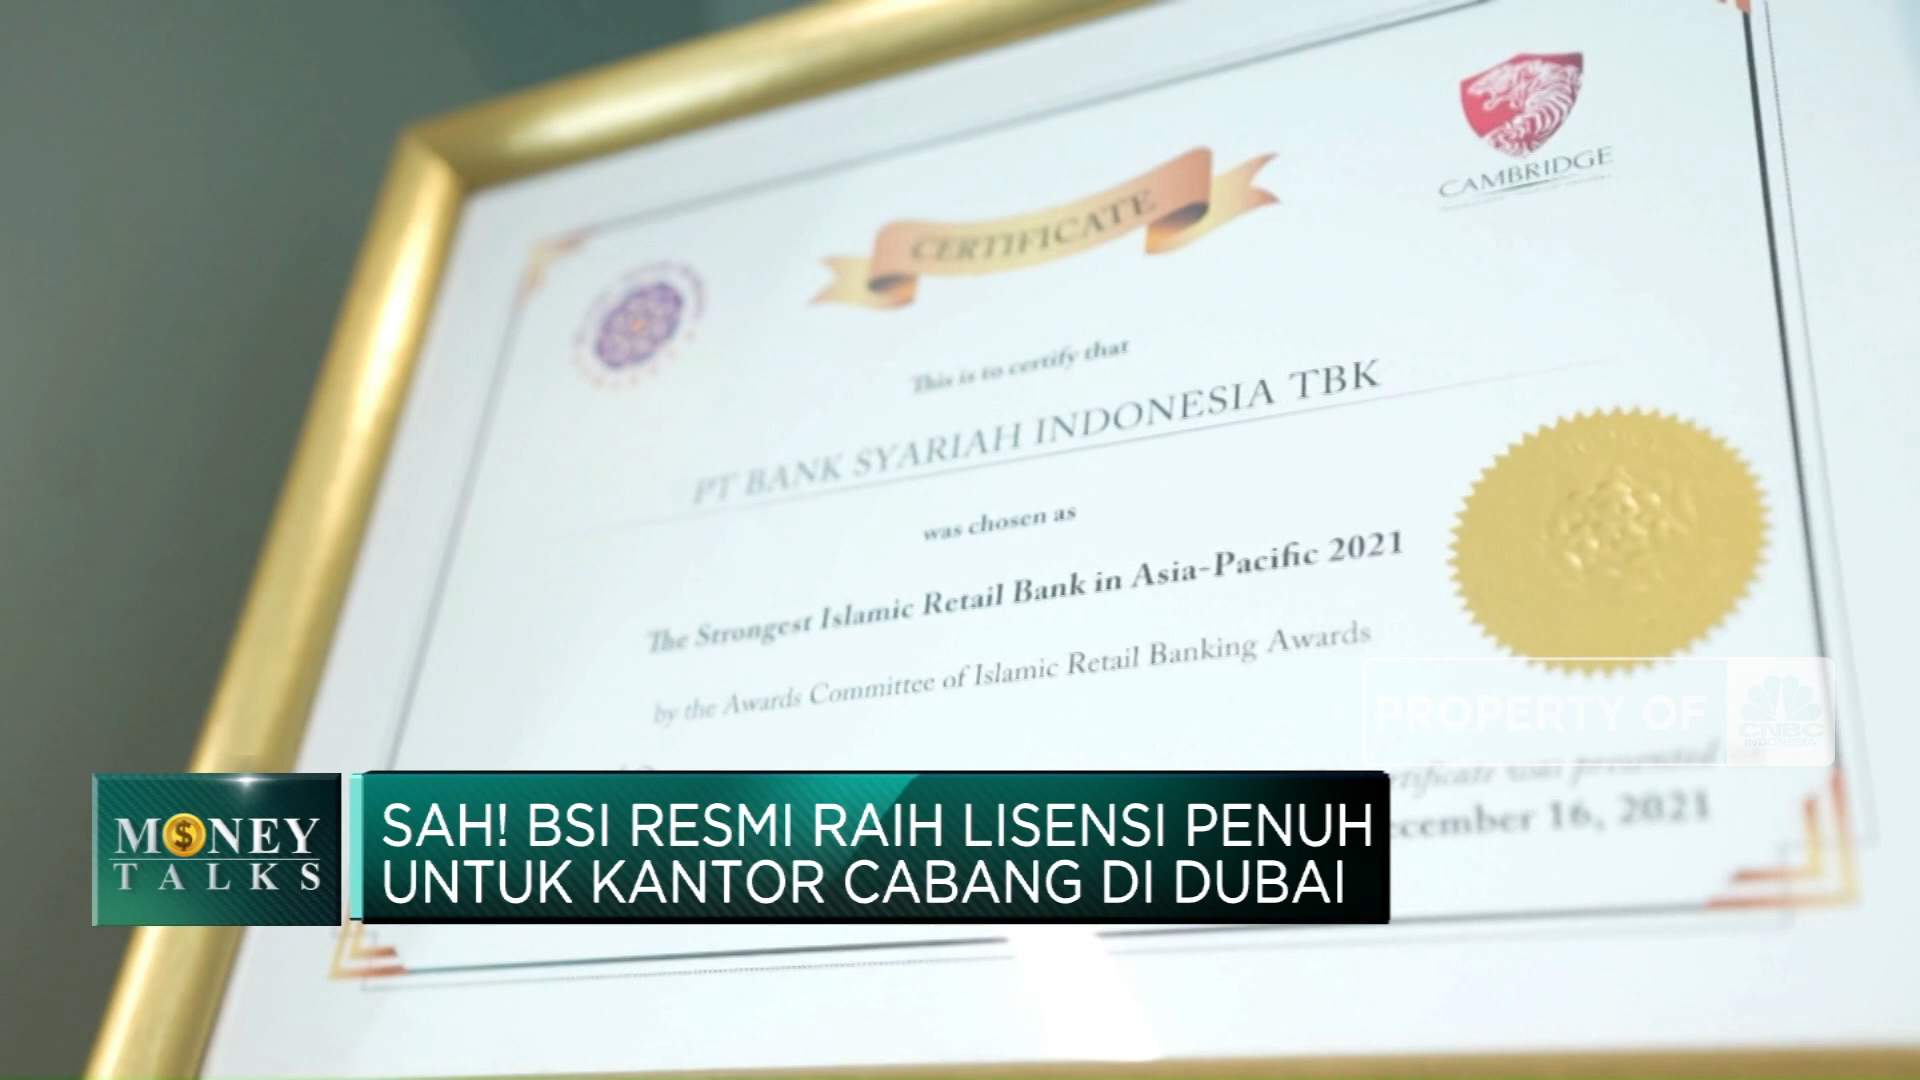 CAMBRIDGE
CERTIFICATE
This is to certify that
PT BANK SYARIAH INDONESIA TBK
was chosen as
The Strongest Islamic Retail Bank in Asia-Pacific 2021
by the Awards Committee of Islamic Retail Banking Awards
PROPERTY OF CNBC
INDONESIA
certificate was presented
December 16, 2021
MONEY
TALKS
SAH! BSI RESMI RAIH LISENSI PENUH
UNTUK KANTOR CABANG DI DUBAI